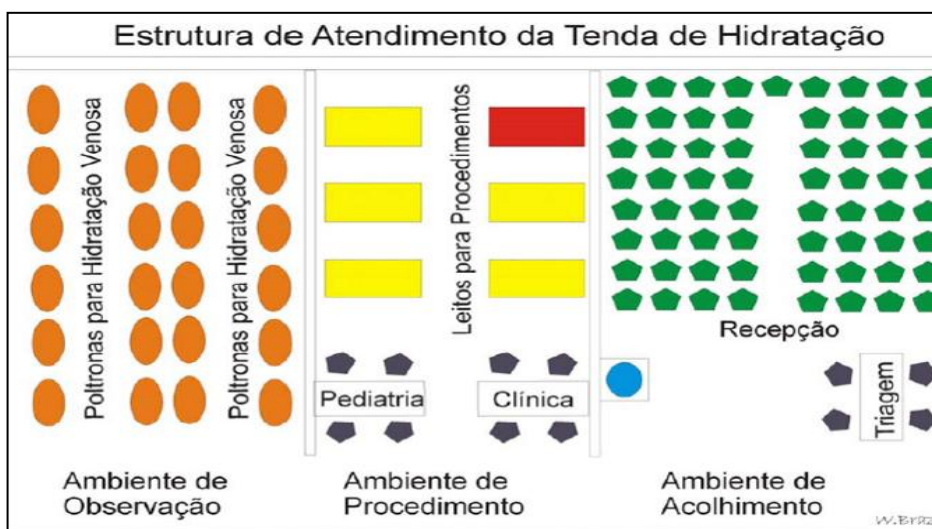 Estrutura de Atendimento da Tenda de Hidratação
Poltronas para Hidratação Venosa
Poltronas para Hidratação Venosa
Leitos para Procedimentos
Recepção
Pediatria
Clínica
Triagem
Ambiente de
Observação
Ambiente de
Procedimento
Ambiente de
Acolhimento